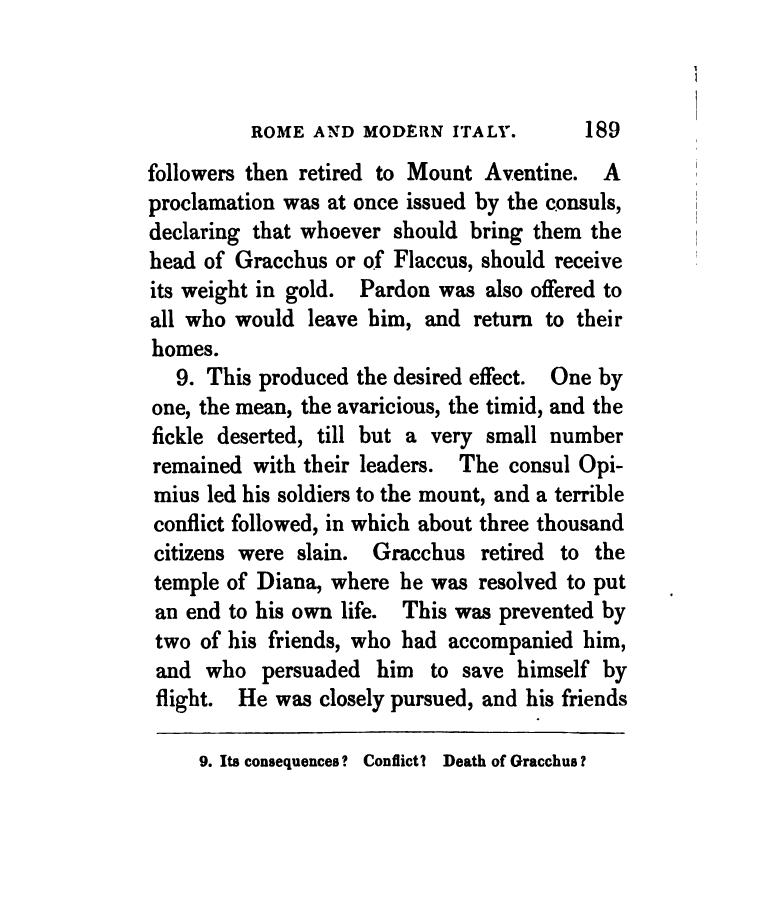 ROME AND MODERN ITALY. 189
followers then retired to Mount Aventine. A
proclamation was at once issued by the consuls,
declaring that whoever should bring them the
head of Gracchus or of Flaccus, should receive
its weight in gold. Pardon was also offered to
all who would leave him, and return to their
homes.
9. This produced the desired effect. One by
one, the mean, the avaricious, the timid, and the
fickle deserted, till but a very small number
remained with their leaders. The consul Opi-
mius led his soldiers to the mount, and a terrible
conflict followed, in which about three thousand
citizens were slain. Gracchus retired to the
temple of Diana, where he was resolved to put
an end to his own life. This was prevented by
two of his friends, who had accompanied him,
and who persuaded him to save himself by
flight. He was closely pursued, and his friends
9. Its consequences? Conflict? Death of Gracchus?